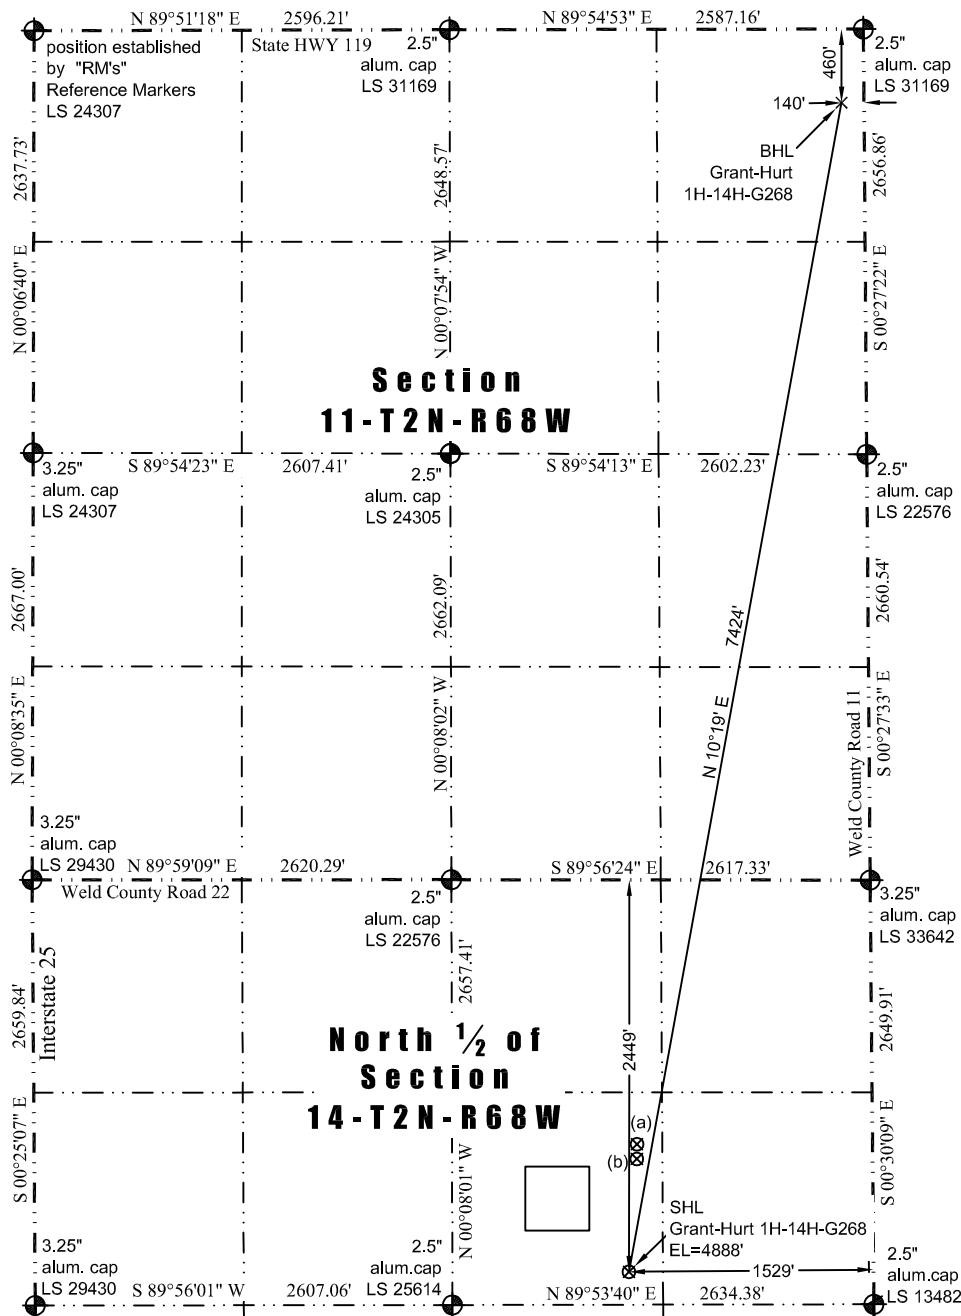 N 89°51'18" E
2596.21'
N 89°54'53" E
2587.16'
position established
by "RM's"
Reference Markers
LS 24307
State HWY 119
2.5"
alum. cap
LS 31169
2.5"
alum. cap
LS 31169
460'
140'
BHL
Grant-Hurt
1H-14H-G268
2637.73'
2648.57'
2656.86'
N 00°06'40" E
N 00°07'54" W
S 00°27'22" E
Section
11-T2N-R68W
S 89°54'23" E
2607.41'
S 89°54'13" E
2602.23'
3.25"
alum. cap
LS 24307
2.5"
alum. cap
LS 24305
2.5"
alum. cap
LS 22576
2667.00'
2662.09'
2660.54'
7424'
N 10°19' E
N 00°08'35" E
N 00°08'02" W
Weld County Road 11
S 00°27'33" E
3.25"
alum. cap
LS 29430
N 89°59'09" E
2620.29'
S 89°56'24" E
2617.33'
Weld County Road 22
2.5"
alum. cap
LS 22576
3.25"
alum. cap
LS 33642
2659.84'
Interstate 25
2657.41'
2449'
2649.91'
North ½ of
Section
14-T2N-R68W
(a)
(b)
S 00°25'07" E
N 00°08'01" W
S 00°30'09" E
SHL
Grant-Hurt 1H-14H-G268
EL=4888'
1529'
3.25"
alum. cap
LS 29430
2.5"
alum.cap
LS 25614
2.5"
alum.cap
LS 13482
S 89°56'01" W
2607.06'
N 89°53'40" E
2634.38'